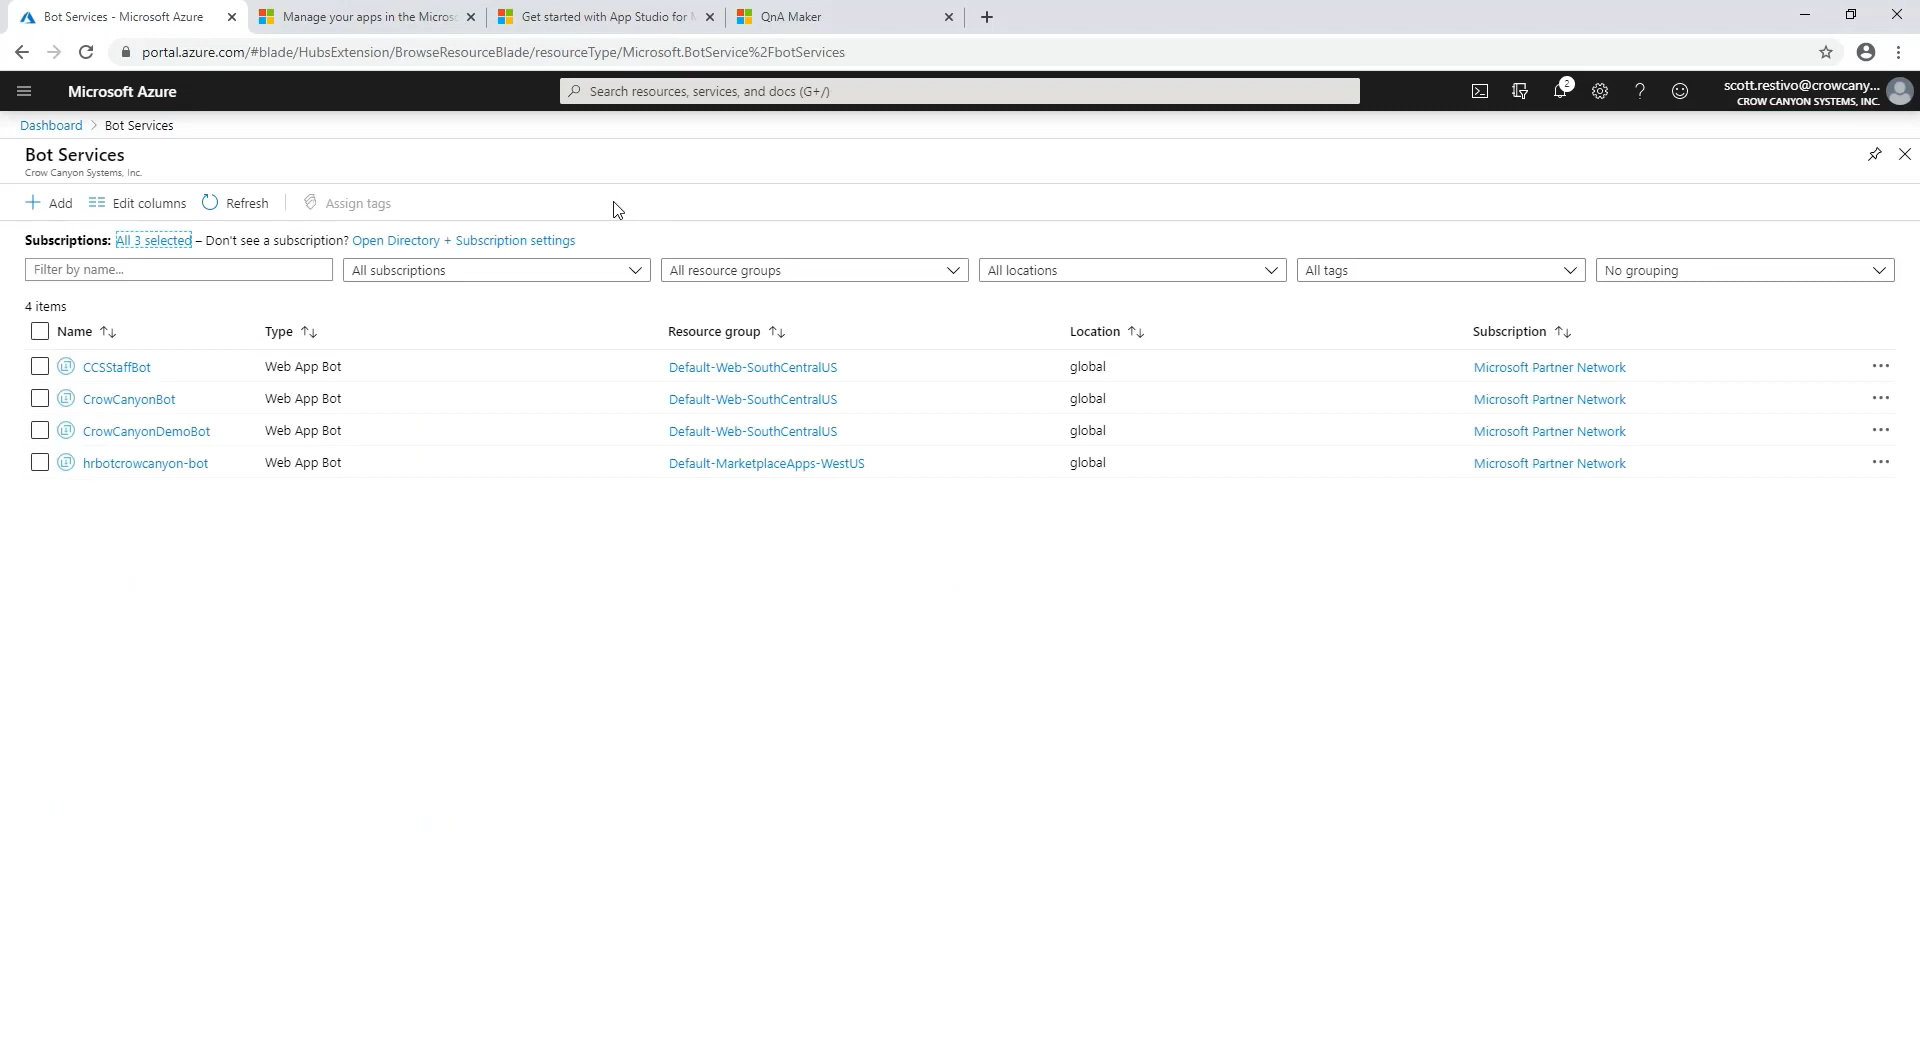 Bot Services - Microsoft Azure
Manage your apps in the Microso
Get started with App Studio for
QnA Maker
portal.azure.com/#blade/HubsExtension/BrowseResourceBlade/resourceType/Microsoft.BotService%2FbotServices
Microsoft Azure
Search resources, services, and docs (G+/)
2
scott.restivo@crowcany...
CROW CANYON SYSTEMS, INC.
Dashboard > Bot Services
Bot Services
Crow Canyon Systems, Inc.
Add
Edit columns
Refresh
Assign tags
Subscriptions: All 3 selected – Don't see a subscription? Open Directory + Subscription settings
Filter by name...
All subscriptions
All resource groups
All locations
All tags
No grouping
4 items
Name Type Resource group Location Subscription
CCSStaffBot Web App Bot Default-Web-SouthCentralUS global Microsoft Partner Network
CrowCanyonBot Web App Bot Default-Web-SouthCentralUS global Microsoft Partner Network
CrowCanyonDemoBot Web App Bot Default-Web-SouthCentralUS global Microsoft Partner Network
hrbotcrowcanyon-bot Web App Bot Default-MarketplaceApps-WestUS global Microsoft Partner Network